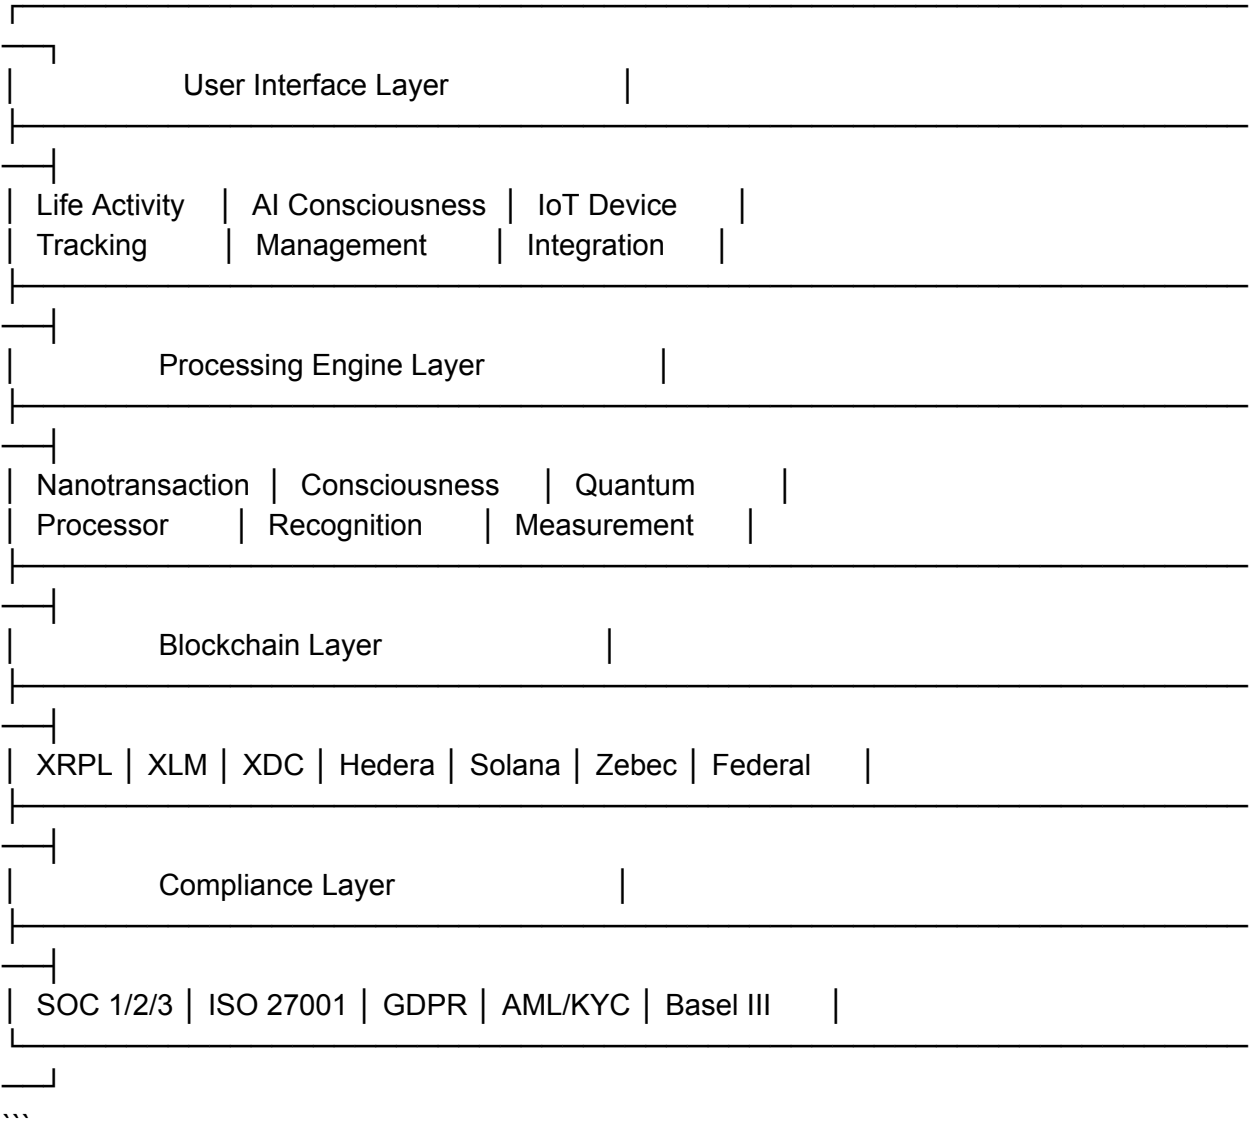 ┌──────────────────────────────────────────────────────────
──┐
│ User Interface Layer │
├──────────────────────────────────────────────────────────
──┤
│ Life Activity │ AI Consciousness │ IoT Device │
│ Tracking │ Management │ Integration │
├──────────────────────────────────────────────────────────
──┤
│ Processing Engine Layer │
├──────────────────────────────────────────────────────────
──┤
│ Nanotransaction │ Consciousness │ Quantum │
│ Processor │ Recognition │ Measurement │
├──────────────────────────────────────────────────────────
──┤
│ Blockchain Layer │
├──────────────────────────────────────────────────────────
──┤
│ XRPL │ XLM │ XDC │ Hedera │ Solana │ Zebec │ Federal │
├──────────────────────────────────────────────────────────
──┤
│ Compliance Layer │
├──────────────────────────────────────────────────────────
──┤
│ SOC 1/2/3 │ ISO 27001 │ GDPR │ AML/KYC │ Basel III │
└──────────────────────────────────────────────────────────
──┘
```